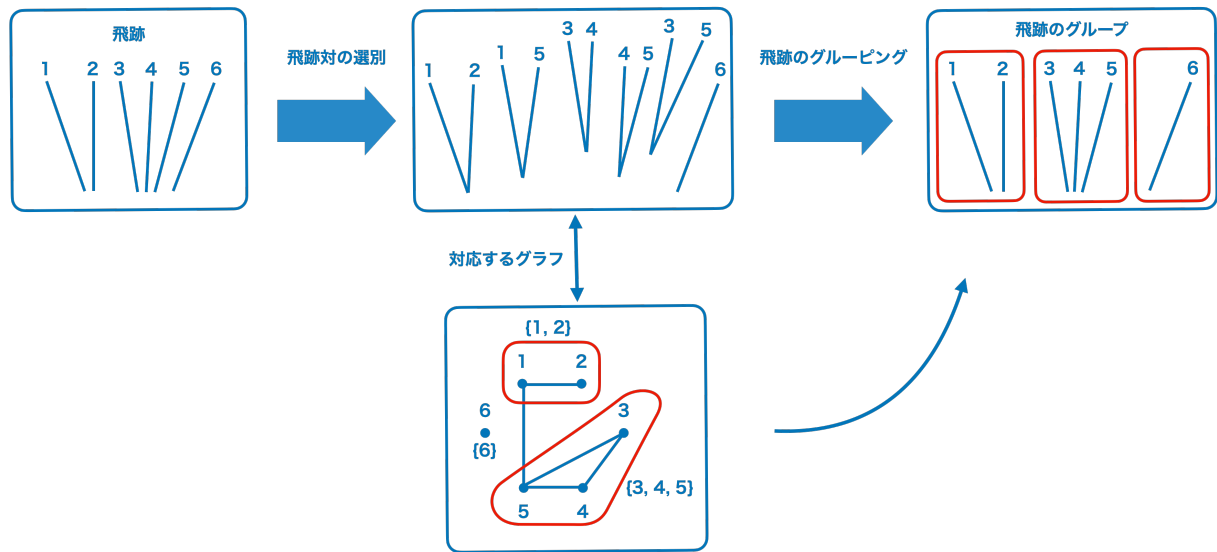 飛跡
1 2 3 4 5 6
飛跡対の選別
1 2 1 5 3 4 4 5 3 5 6
飛跡のグルーピング
飛跡のグループ
1 2 3 4 5 6
対応するグラフ
{1, 2}
1 2
6 3
{6}
{3, 4, 5}
5 4